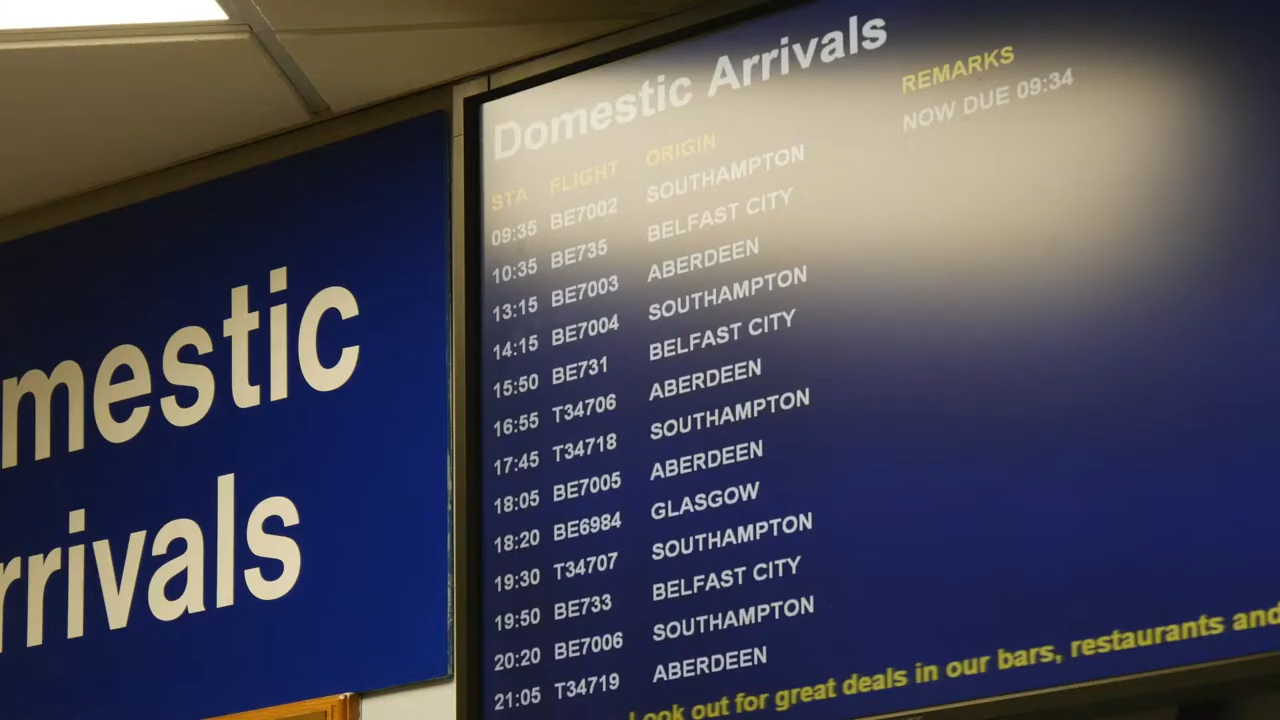 mestic
rrivals
Domestic Arrivals
STA FLIGHT ORIGIN REMARKS
09:35 BE7002 SOUTHAMPTON NOW DUE 09:34
10:35 BE735 BELFAST CITY
13:15 BE7003 ABERDEEN
14:15 BE7004 SOUTHAMPTON
15:50 BE731 BELFAST CITY
16:55 T34706 ABERDEEN
17:45 T34718 SOUTHAMPTON
18:05 BE7005 ABERDEEN
18:20 BE6984 GLASGOW
19:30 T34707 SOUTHAMPTON
19:50 BE733 BELFAST CITY
20:20 BE7006 SOUTHAMPTON
21:05 T34719 ABERDEEN
Look out for great deals in our bars, restaurants and